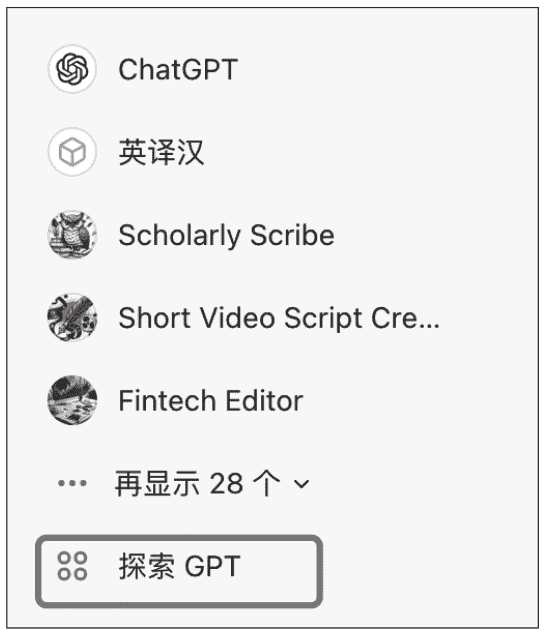 ChatGPT
英译汉
Scholarly Scribe
Short Video Script Cre...
Fintech Editor
再显示 28 个
探索 GPT